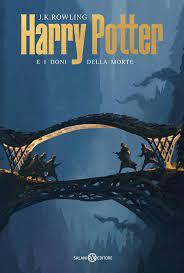 J.K.ROWLING
Harry Potter
E I DONI DELLA MORTE
SALANI EDITORE